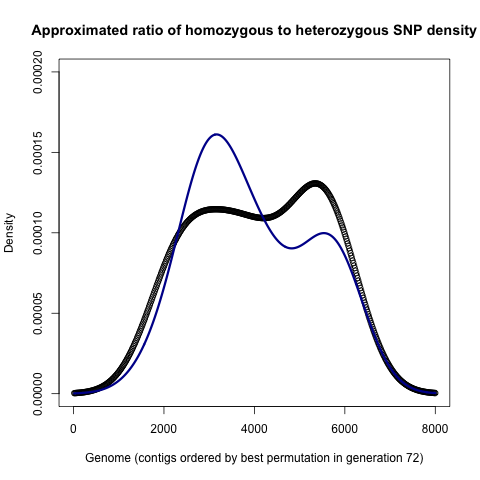 Approximated ratio of homozygous to heterozygous SNP density
Density
0.00020
0.00015
0.00010
0.00005
0.00000
0 2000 4000 6000 8000
Genome (contigs ordered by best permutation in generation 72)